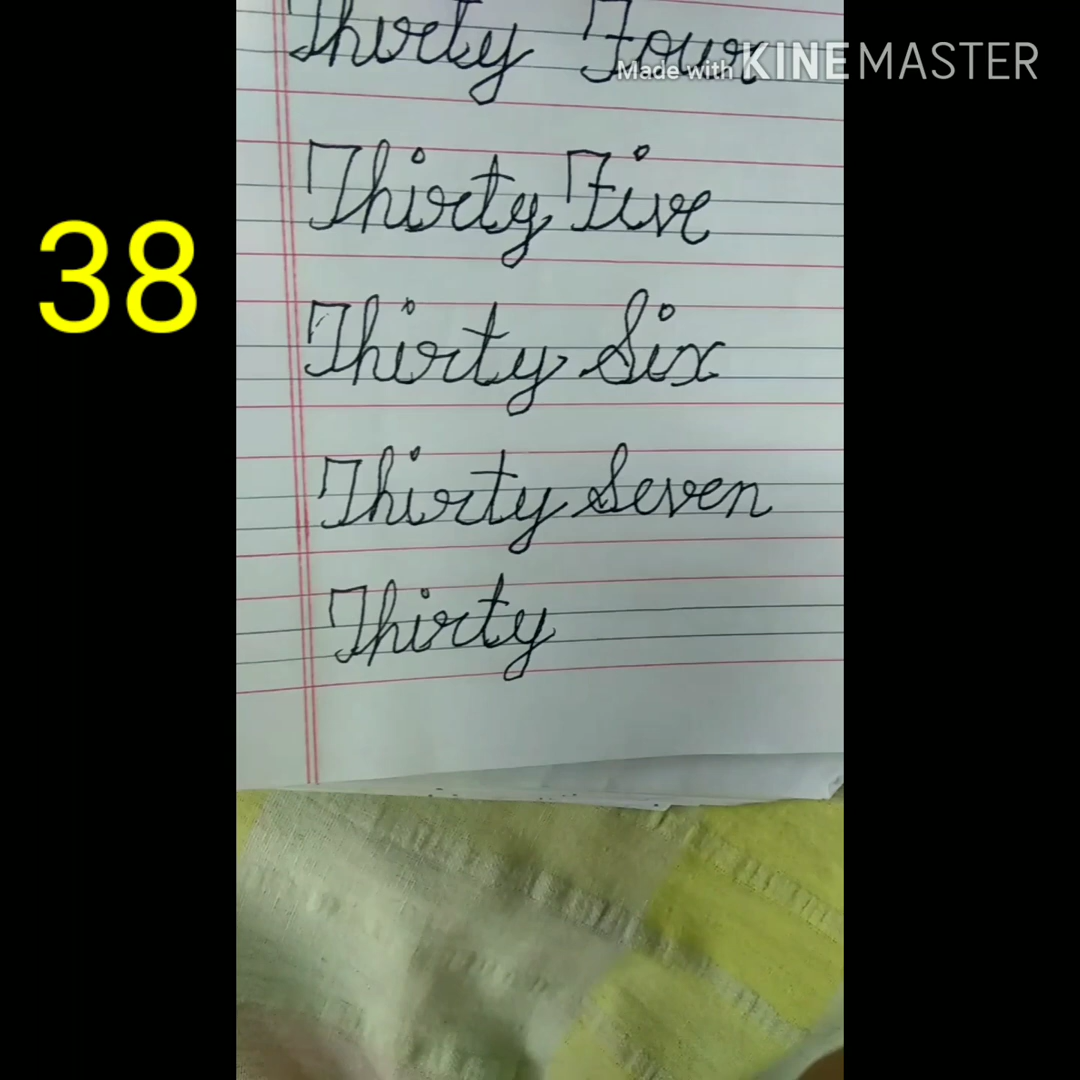 Thirty Four
Made with KINEMASTER
38
Thirty Five
Thirty Six
Thirty Seven
Thirty